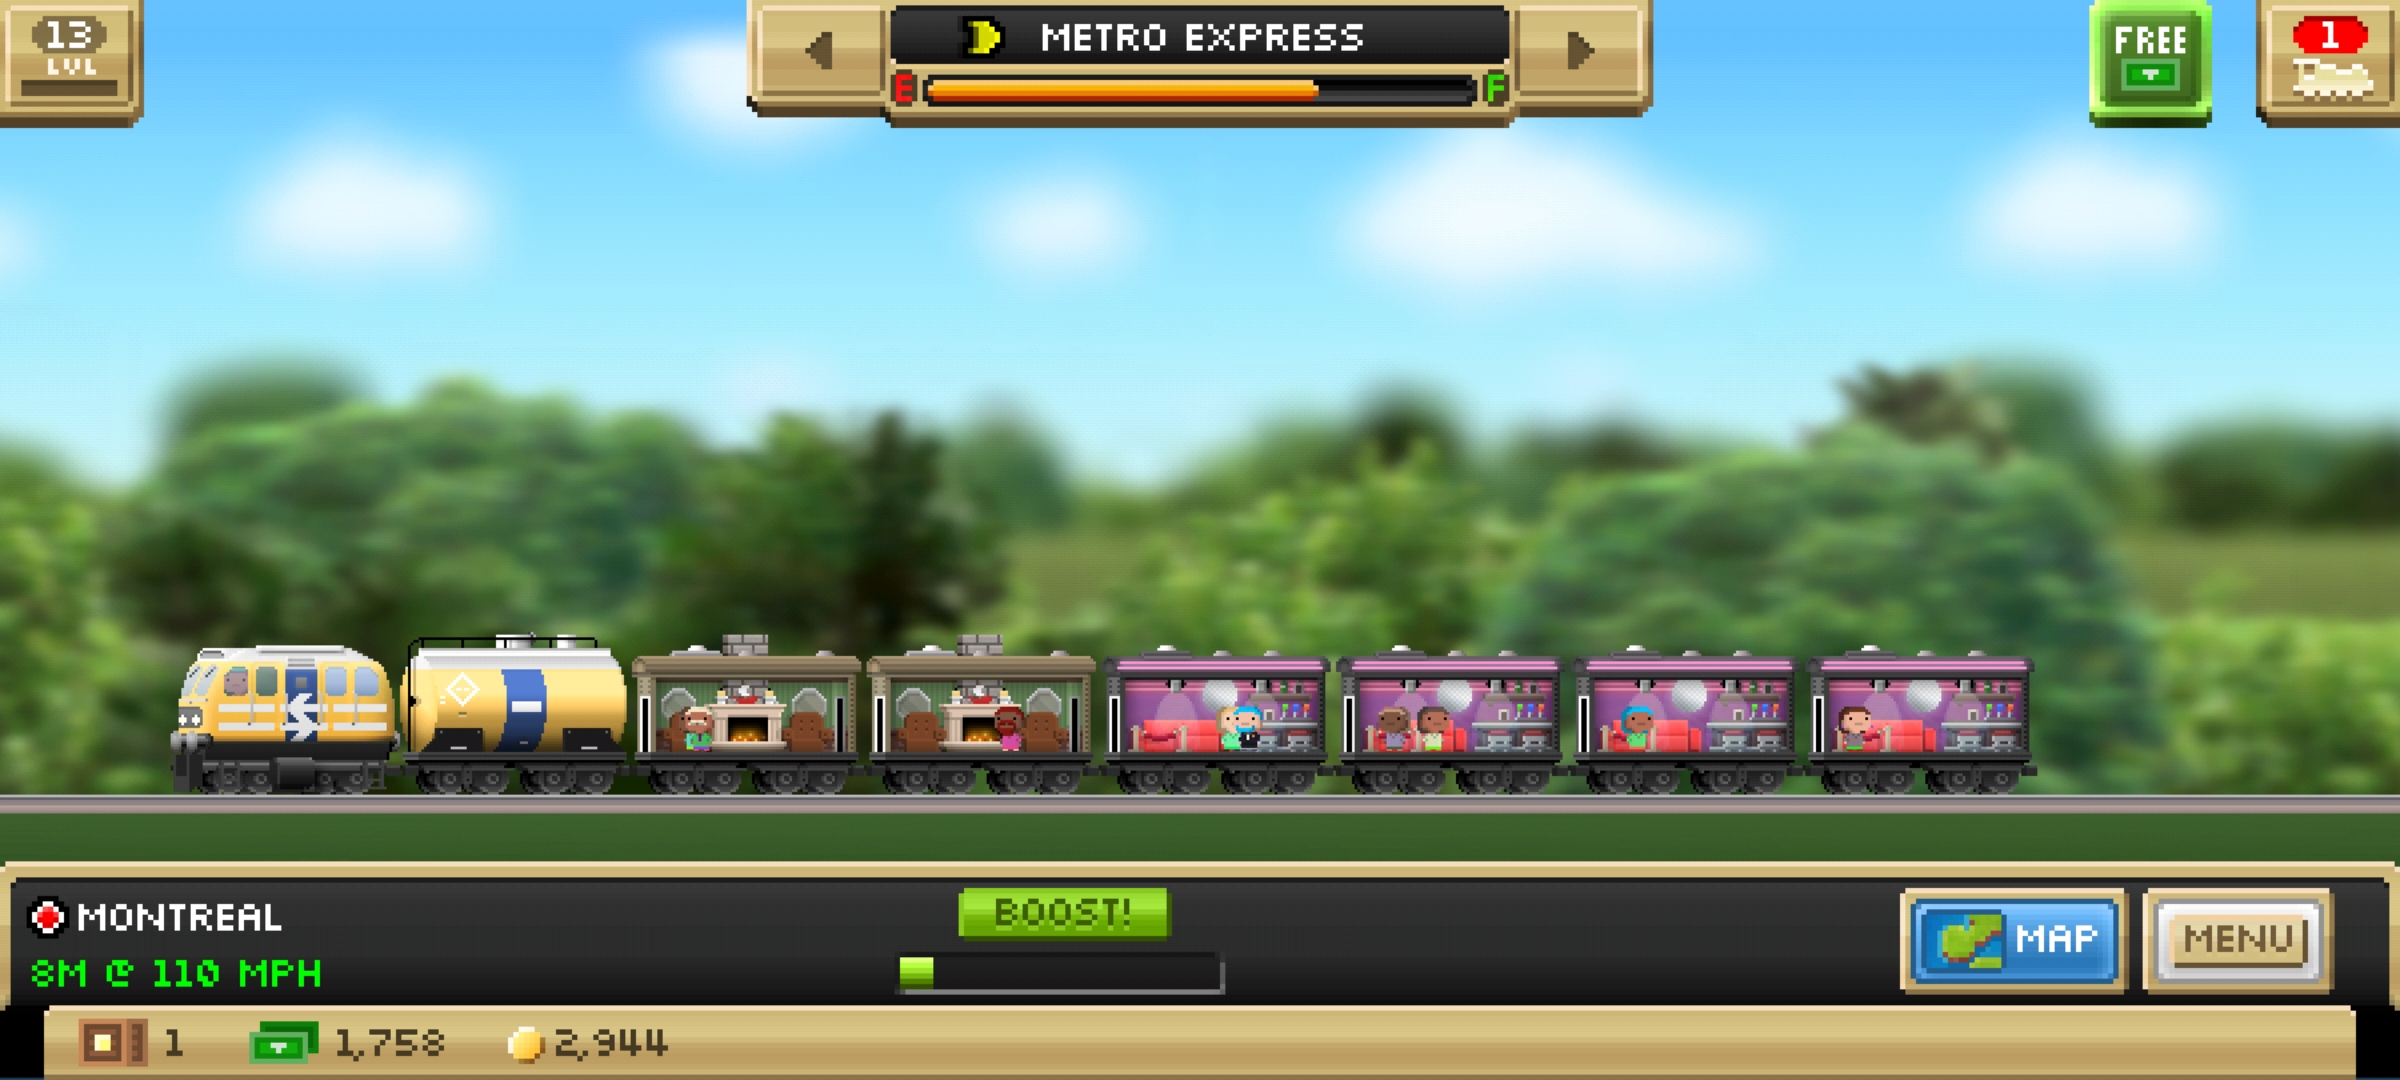 13
LVL
METRO EXPRESS
E F
FREE
1
MONTREAL
8M @ 110 MPH
BOOST!
MAP
MENU
1 1,758 2,944